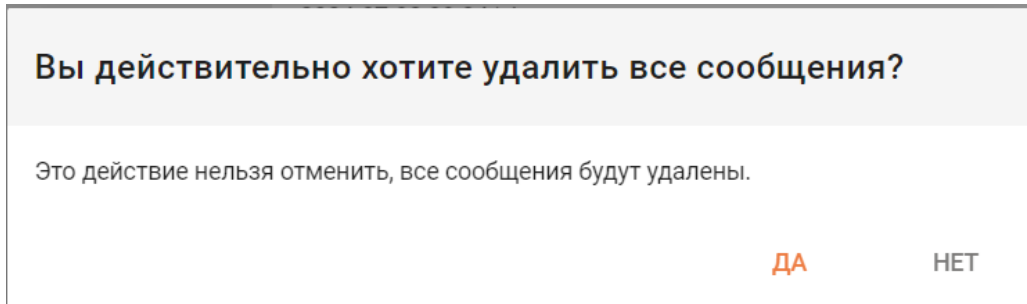 Вы действительно хотите удалить все сообщения?
Это действие нельзя отменить, все сообщения будут удалены.
ДА НЕТ